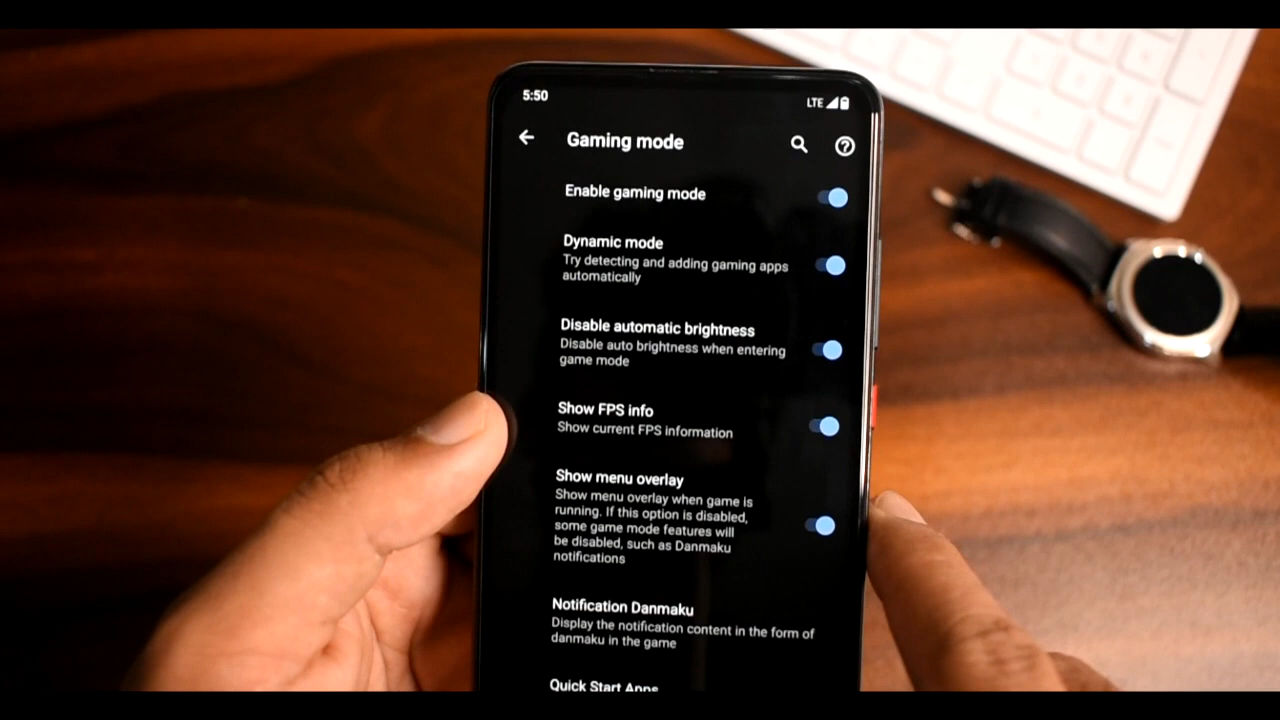 5:50
LTE
Gaming mode
Enable gaming mode
Dynamic mode
Try detecting and adding gaming apps
automatically
Disable automatic brightness
Disable auto brightness when entering
game mode
Show FPS info
Show current FPS information
Show menu overlay
Show menu overlay when game is
running. If this option is disabled,
some game mode features will
be disabled, such as Danmaku
notifications
Notification Danmaku
Display the notification content in the form of
danmaku in the game
Quick Start Apps